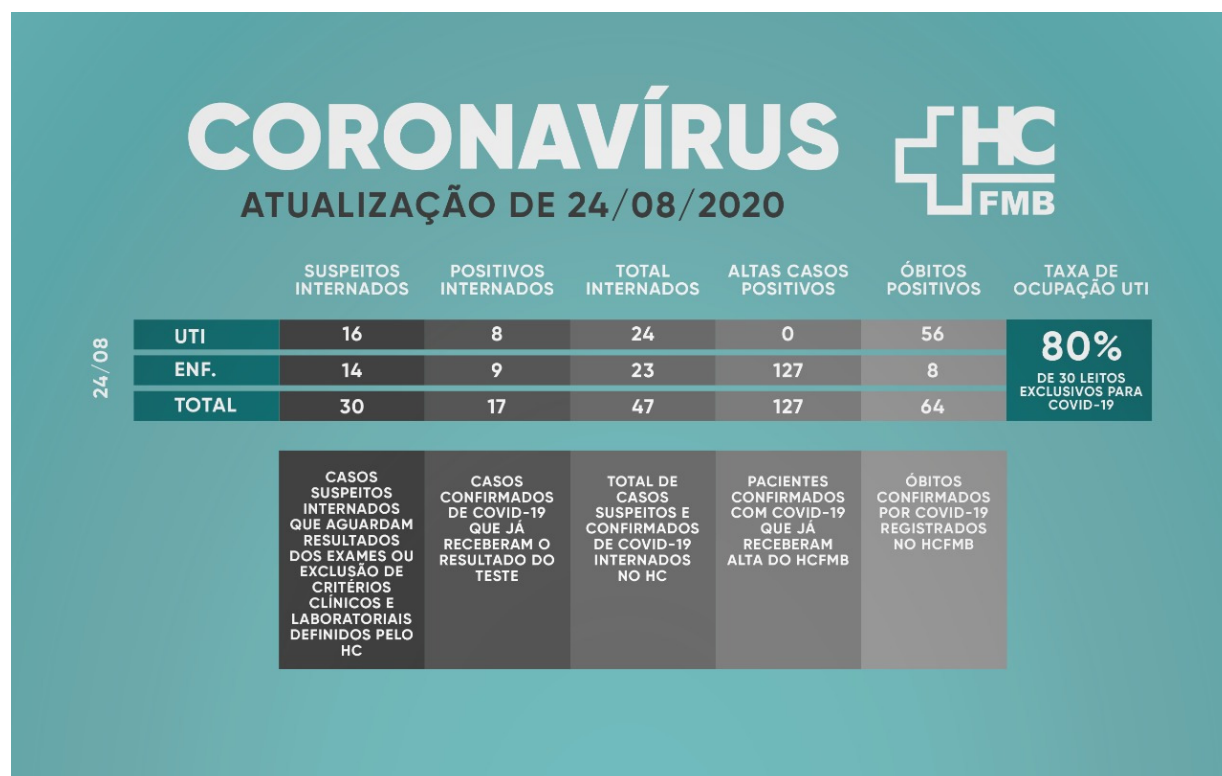 CORONAVÍRUS
ATUALIZAÇÃO DE 24/08/2020
HC
FMB
SUSPEITOS
INTERNADOS
POSITIVOS
INTERNADOS
TOTAL
INTERNADOS
ALTAS CASOS
POSITIVOS
ÓBITOS
POSITIVOS
TAXA DE
OCUPAÇÃO UTI
24/08
UTI 16 8 24 0 56
ENF. 14 9 23 127 8
TOTAL 30 17 47 127 64
80%
DE 30 LEITOS
EXCLUSIVOS PARA
COVID-19
CASOS
SUSPEITOS
INTERNADOS
QUE AGUARDAM
RESULTADOS
DOS EXAMES OU
EXCLUSÃO DE
CRITÉRIOS
CLÍNICOS E
LABORATORIAIS
DEFINIDOS PELO
HC
CASOS
CONFIRMADOS
DE COVID-19
QUE JÁ
RECEBERAM O
RESULTADO DO
TESTE
TOTAL DE
CASOS
SUSPEITOS E
CONFIRMADOS
DE COVID-19
INTERNADOS
NO HC
PACIENTES
CONFIRMADOS
COM COVID-19
QUE JÁ
RECEBERAM
ALTA DO HCFMB
ÓBITOS
CONFIRMADOS
POR COVID-19
REGISTRADOS
NO HCFMB